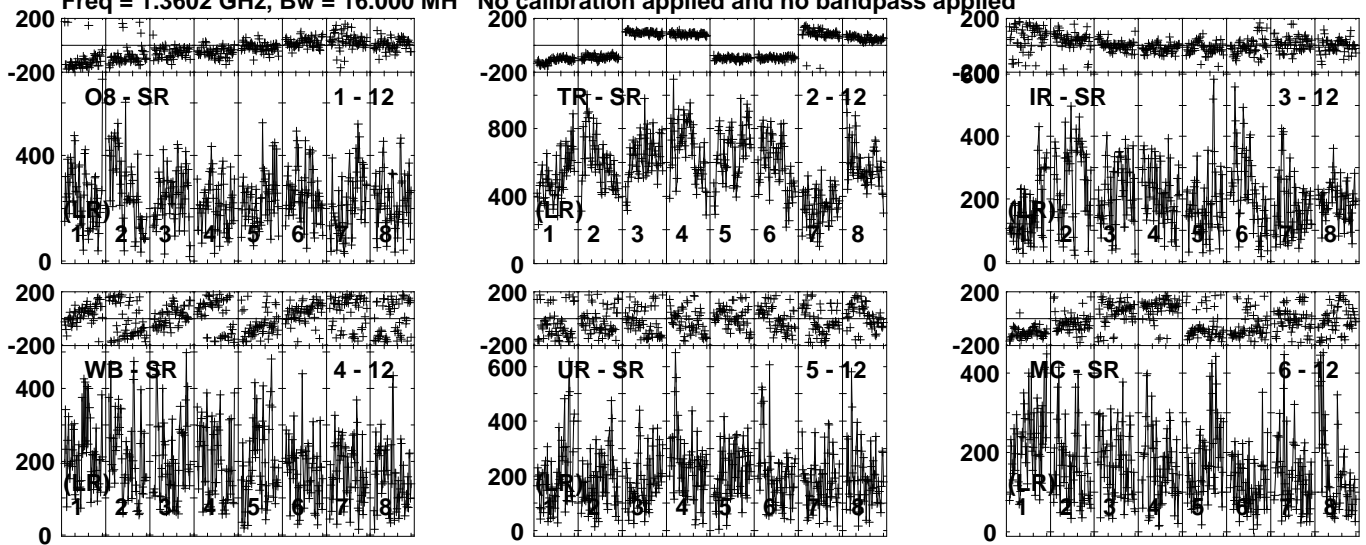 Freq = 1.3602 GHz, Bw = 16.000 MH No calibration applied and no bandpass applied
200
-200
O8 - SR 1 - 12
400
(LR)
1 2 3 4 5 6 7 8
0
200
-200
TR - SR 2 - 12
800
400
(LR)
1 2 3 4 5 6 7 8
0
200
-200
600
IR - SR 3 - 12
400
200
(LR)
1 2 3 4 5 6 7 8
0
200
-200
WB - SR 4 - 12
400
200
(LR)
1 2 3 4 5 6 7 8
0
200
-200
UR - SR 5 - 12
600
400
200
(LR)
1 2 3 4 5 6 7 8
0
200
-200
MC - SR 6 - 12
400
200
(LR)
1 2 3 4 5 6 7 8
0